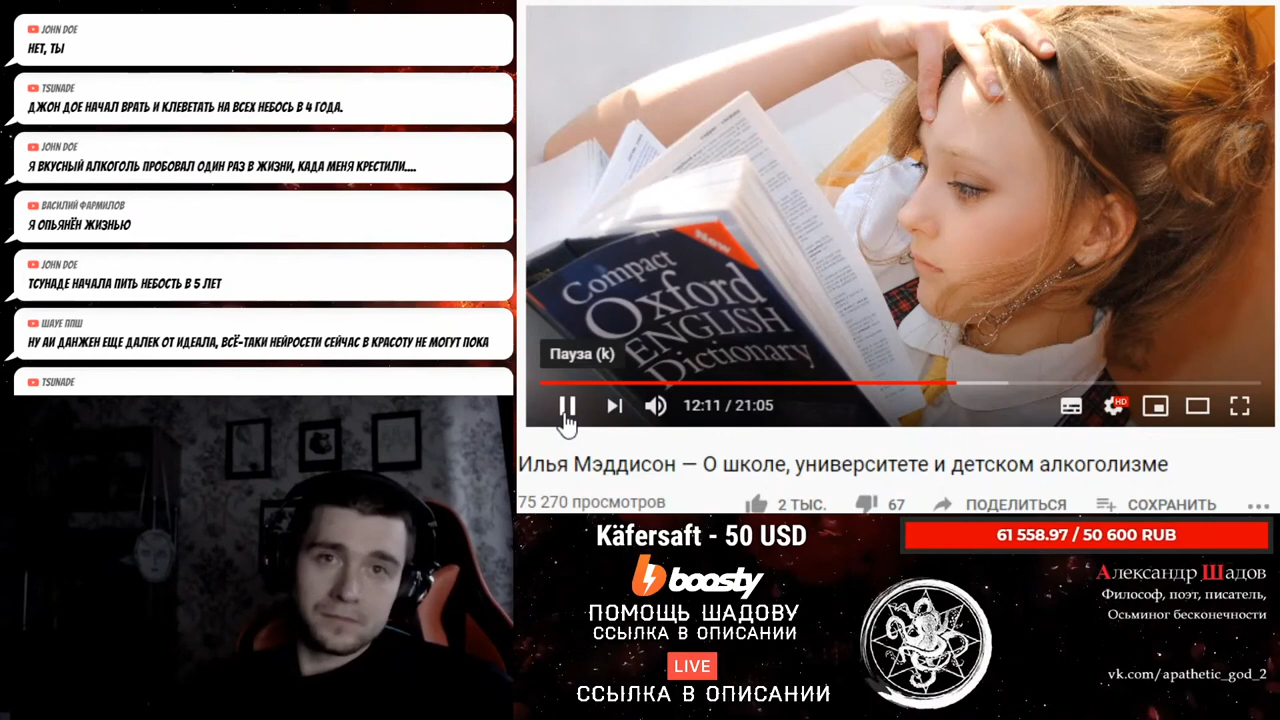 JOHN DOE
НЕТ, ТЫ
TSUNADE
ДЖОН ДОЕ НАЧАЛ ВРАТЬ И КЛЕВЕТАТЬ НА ВСЕХ НЕБОСЬ В 4 ГОДА.
JOHN DOE
Я ВКУСНЫЙ АЛКОГОЛЬ ПРОБОВАЛ ОДИН РАЗ В ЖИЗНИ, КАДА МЕНЯ КРЕСТИЛИ....
ВАСИЛИЙ ФАРМИЛОВ
Я ОПЬЯНЁН ЖИЗНЬЮ
JOHN DOE
ТСУНАДЕ НАЧАЛА ПИТЬ НЕБОСТЬ В 5 ЛЕТ
ШАУЕ ППШ
НУ АИ ДАНЖЕН ЕЩЕ ДАЛЕК ОТ ИДЕАЛА, ВСЁ-ТАКИ НЕЙРОСЕТИ СЕЙЧАС В КРАСОТУ НЕ МОГУТ ПОКА
TSUNADE
New
Compact
Oxford
ENGLISH
Dictionary
Пауза (k)
12:11 / 21:05
HD
Илья Мэддисон — О школе, университете и детском алкоголизме
75 270 просмотров
2 ТЫС.
67
ПОДЕЛИТЬСЯ
СОХРАНИТЬ
Käfersaft - 50 USD
boosty
ПОМОЩЬ ШАДОВУ
ССЫЛКА В ОПИСАНИИ
LIVE
ССЫЛКА В ОПИСАНИИ
61 558.97 / 50 600 RUB
Александр Шадов
Философ, поэт, писатель,
Осьминог бесконечности
vk.com/apathetic_god_2